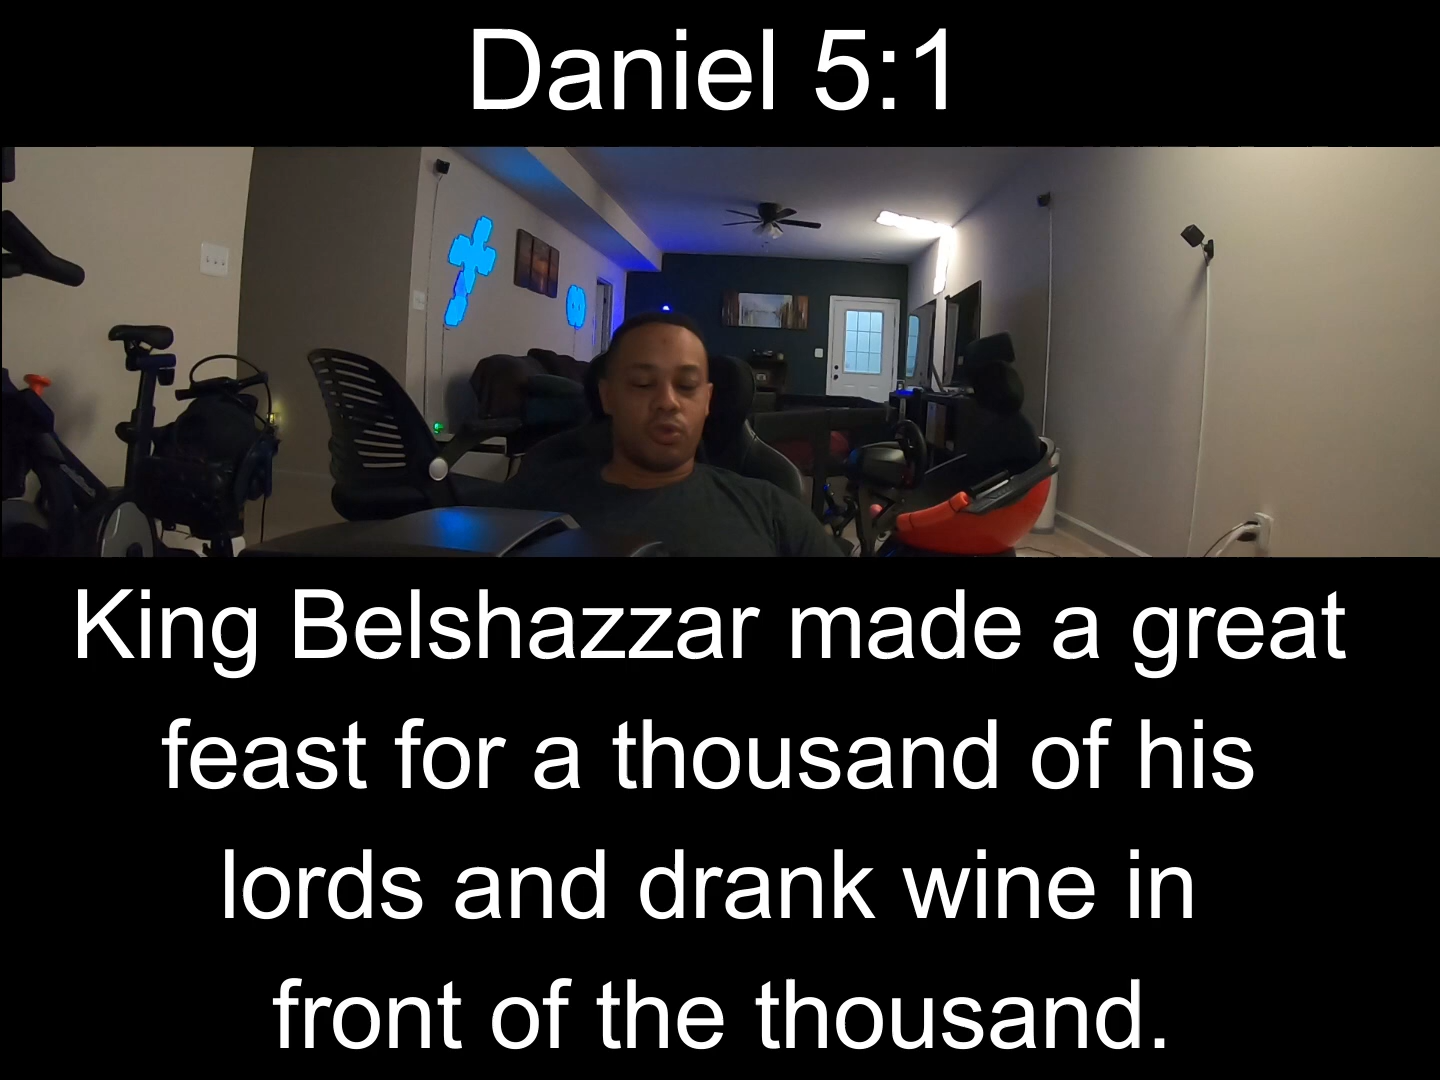 Daniel 5:1
King Belshazzar made a great
feast for a thousand of his
lords and drank wine in
front of the thousand.